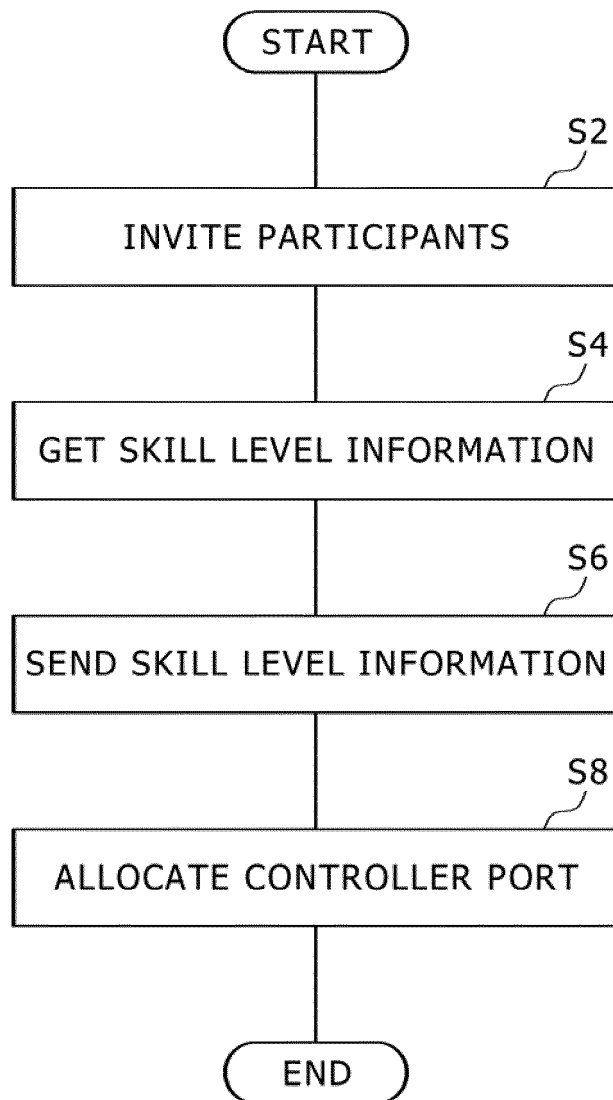 START
S2
INVITE PARTICIPANTS
S4
GET SKILL LEVEL INFORMATION
S6
SEND SKILL LEVEL INFORMATION
S8
ALLOCATE CONTROLLER PORT
END